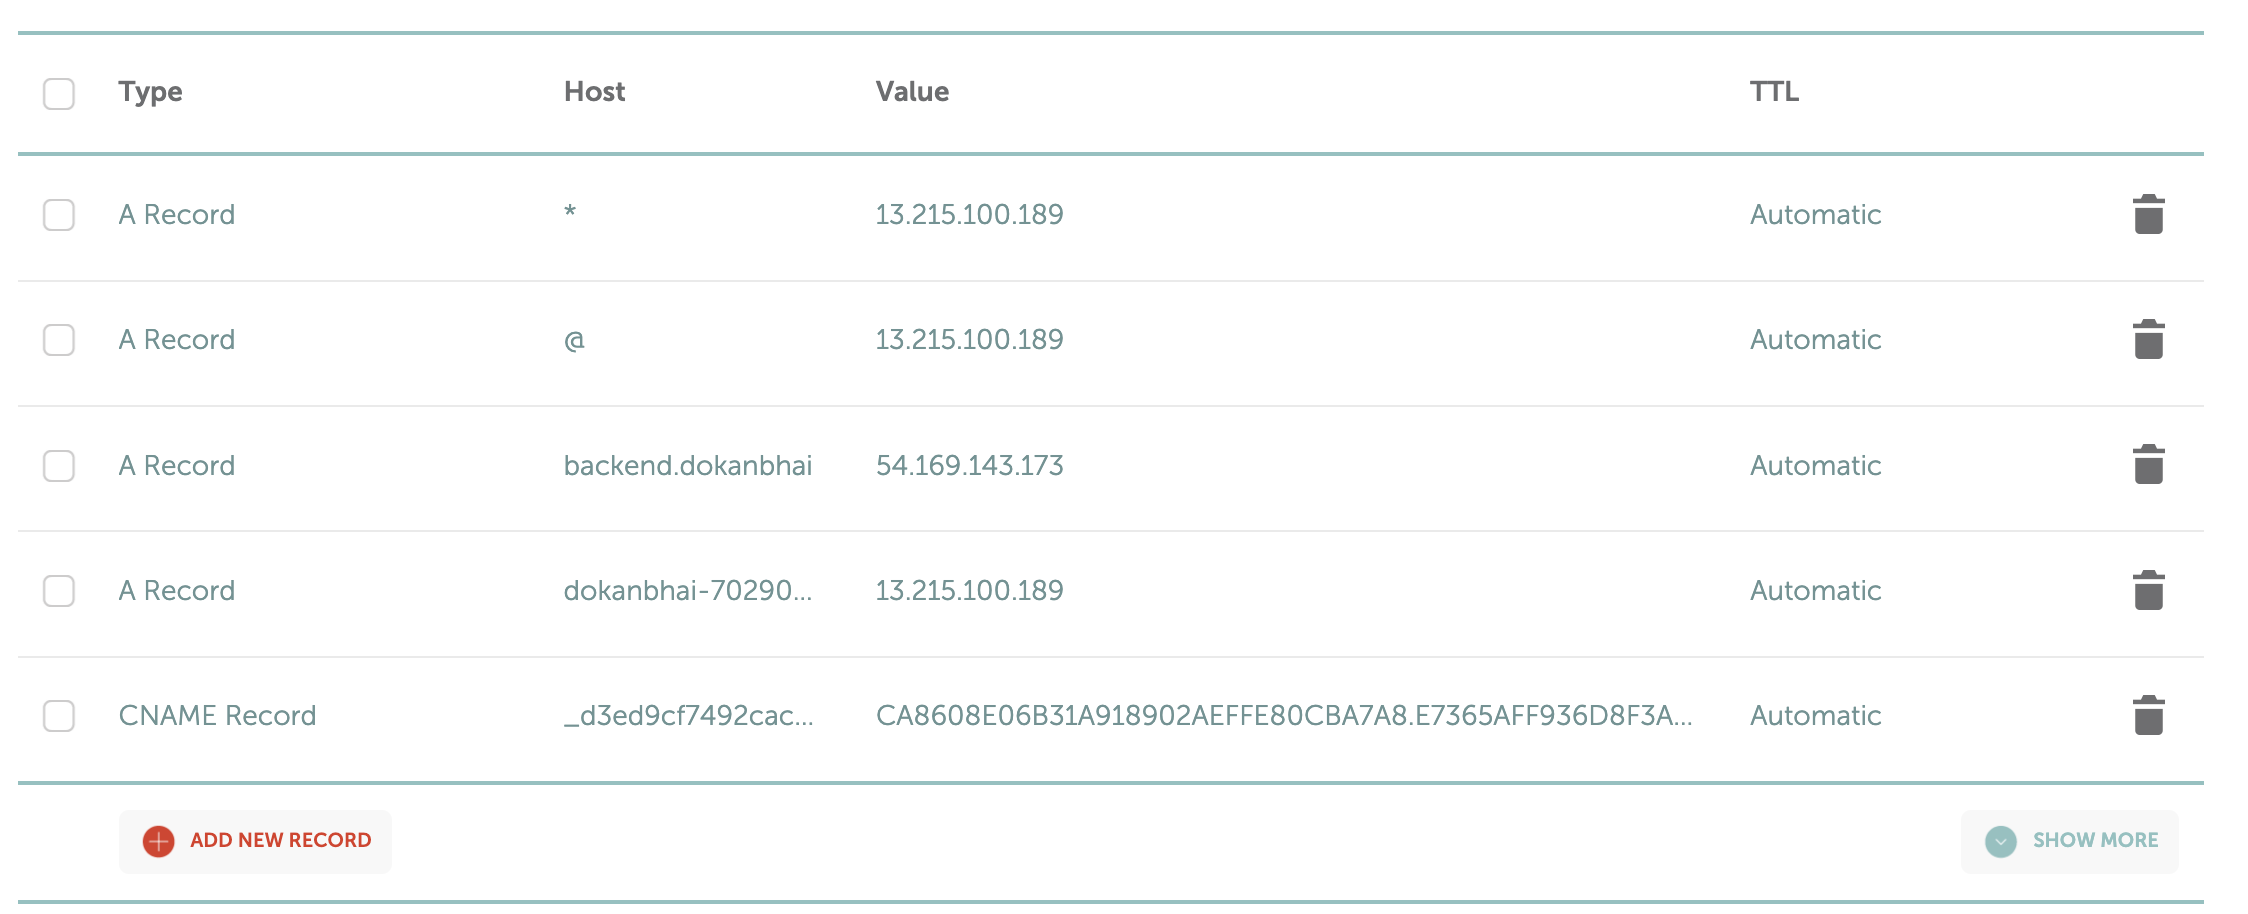 Type Host Value TTL
A Record * 13.215.100.189 Automatic
A Record @ 13.215.100.189 Automatic
A Record backend.dokanbhai 54.169.143.173 Automatic
A Record dokanbhai-70290... 13.215.100.189 Automatic
CNAME Record _d3ed9cf7492cac... CA8608E06B31A918902AEFFE80CBA7A8.E7365AFF936D8F3A... Automatic
ADD NEW RECORD SHOW MORE